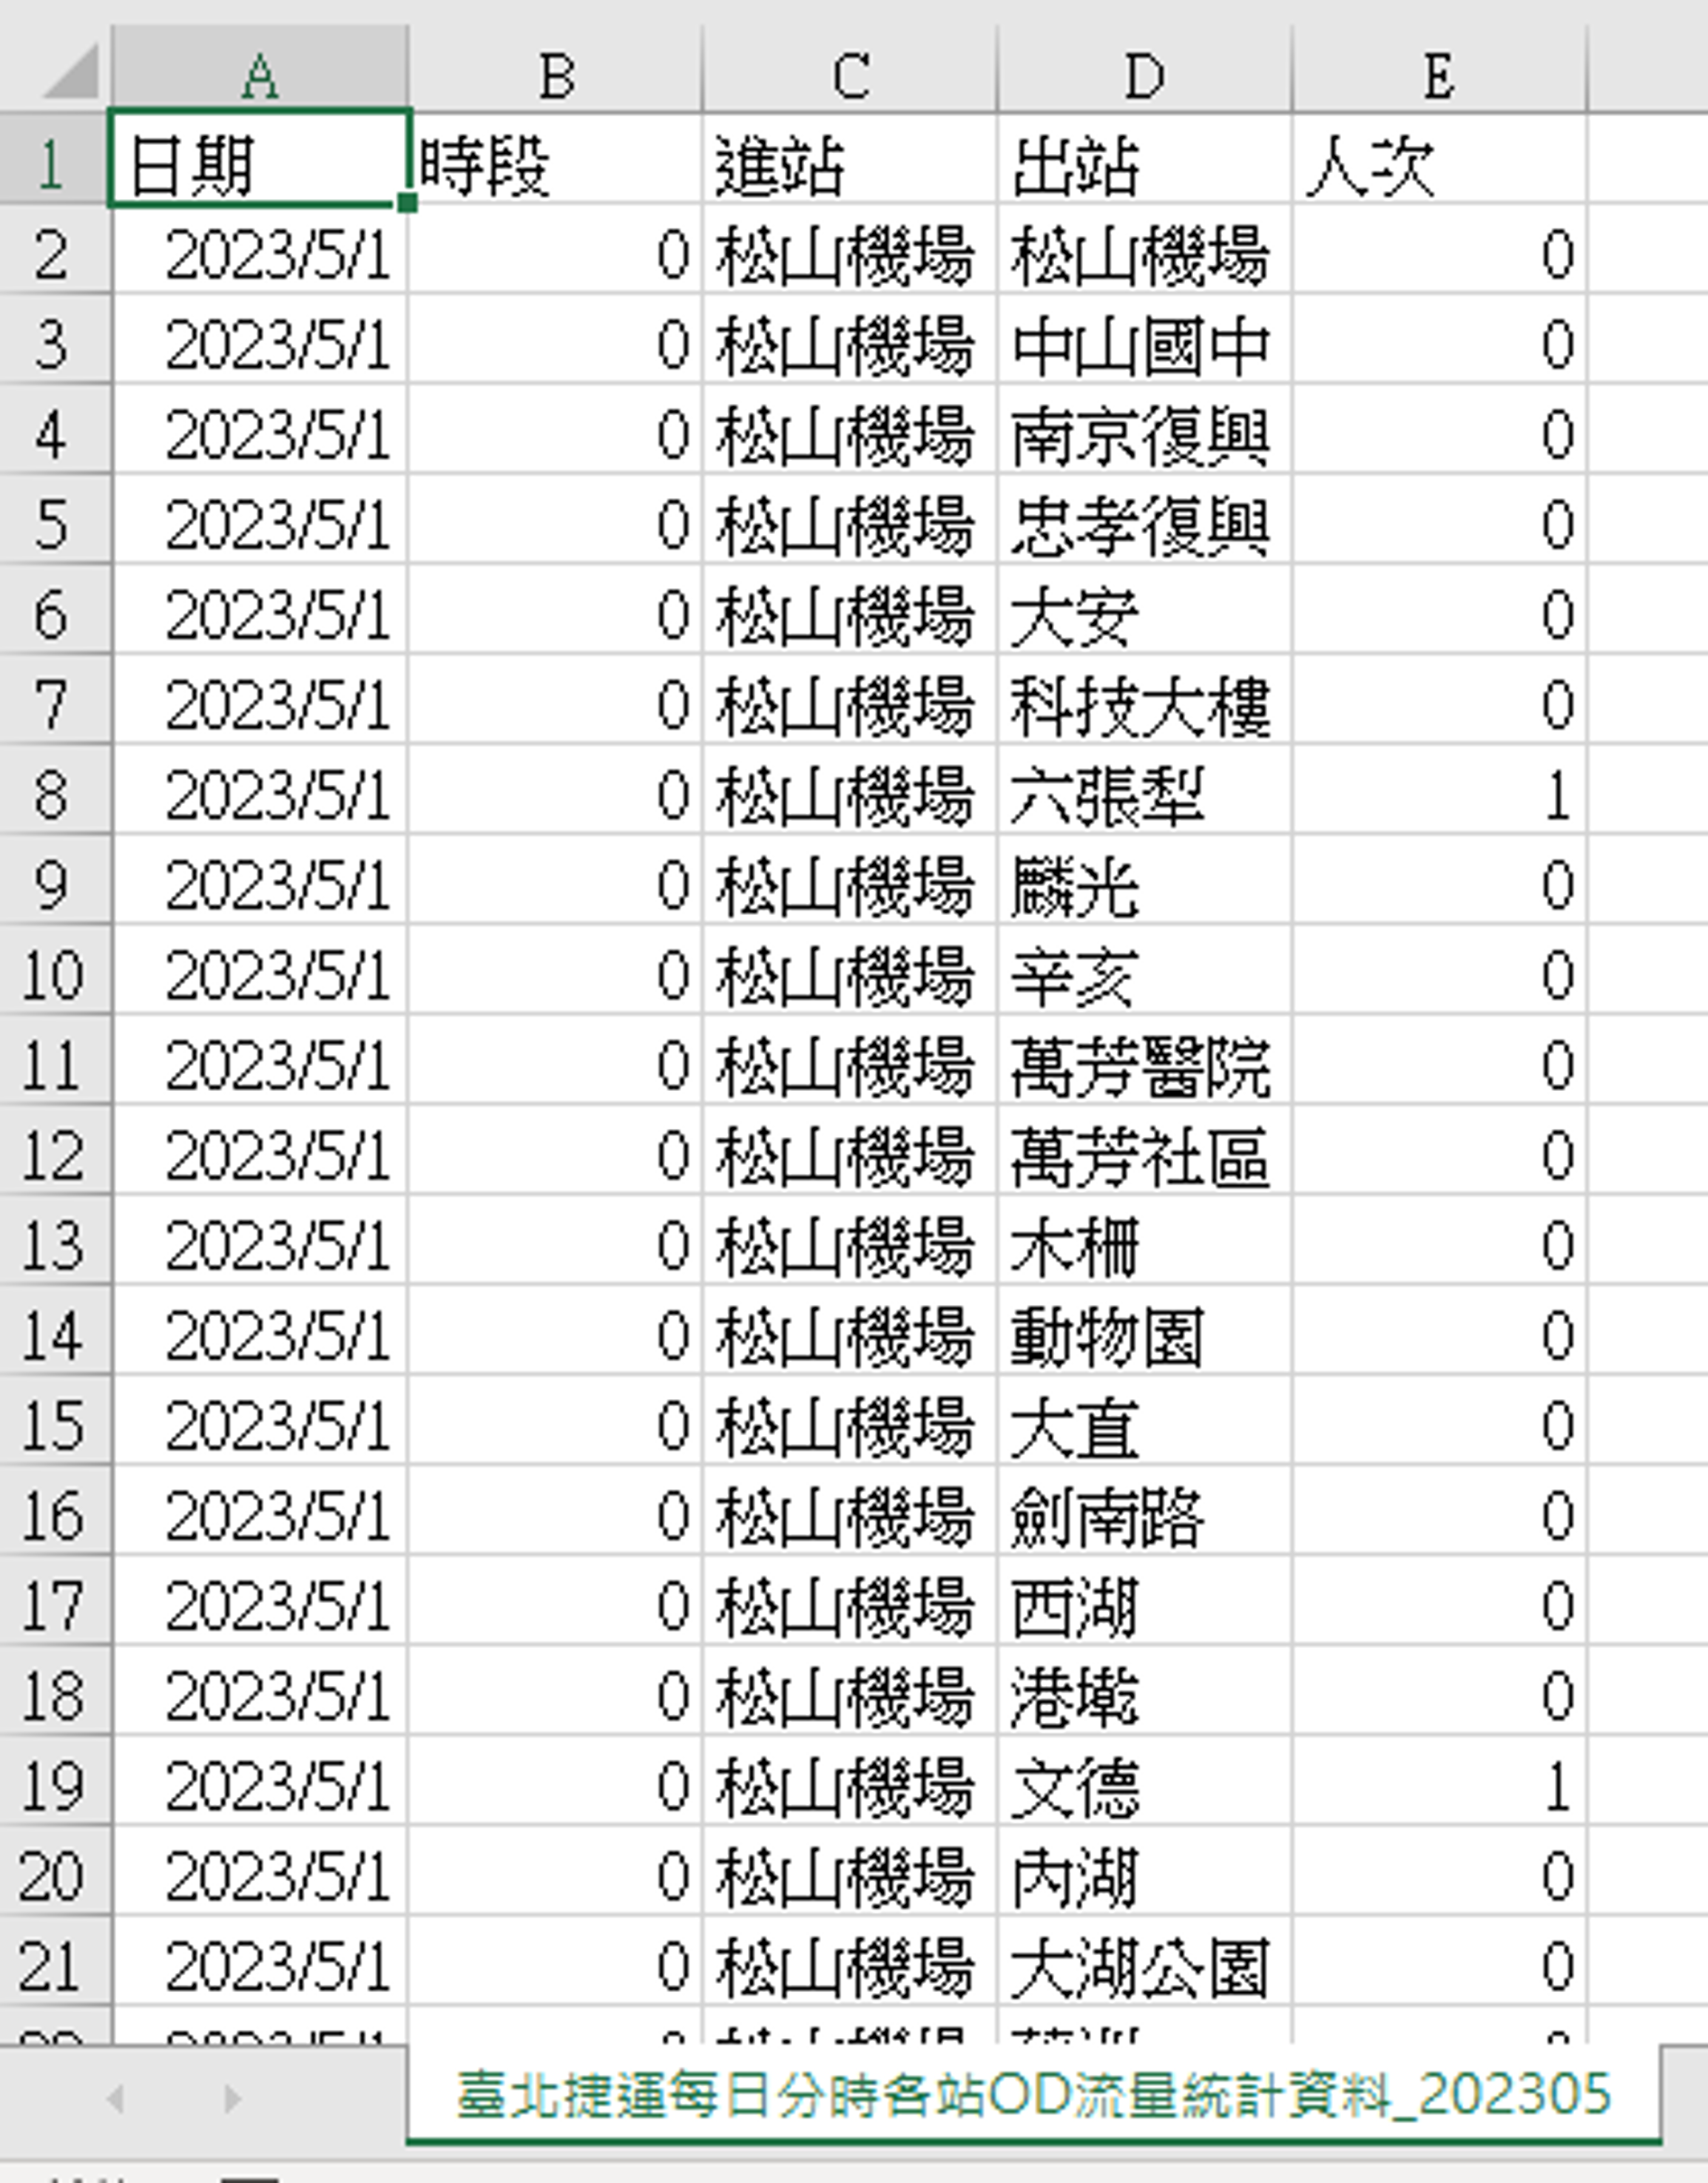 A B C D E
1 日期 時段 進站 出站 人次
2 2023/5/1 0 松山機場 松山機場 0
3 2023/5/1 0 松山機場 中山國中 0
4 2023/5/1 0 松山機場 南京復興 0
5 2023/5/1 0 松山機場 忠孝復興 0
6 2023/5/1 0 松山機場 大安 0
7 2023/5/1 0 松山機場 科技大樓 0
8 2023/5/1 0 松山機場 六張犁 1
9 2023/5/1 0 松山機場 麟光 0
10 2023/5/1 0 松山機場 辛亥 0
11 2023/5/1 0 松山機場 萬芳醫院 0
12 2023/5/1 0 松山機場 萬芳社區 0
13 2023/5/1 0 松山機場 木柵 0
14 2023/5/1 0 松山機場 動物園 0
15 2023/5/1 0 松山機場 大直 0
16 2023/5/1 0 松山機場 劍南路 0
17 2023/5/1 0 松山機場 西湖 0
18 2023/5/1 0 松山機場 港墘 0
19 2023/5/1 0 松山機場 文德 1
20 2023/5/1 0 松山機場 內湖 0
21 2023/5/1 0 松山機場 大湖公園 0
臺北捷運每日分時各站OD流量統計資料_202305